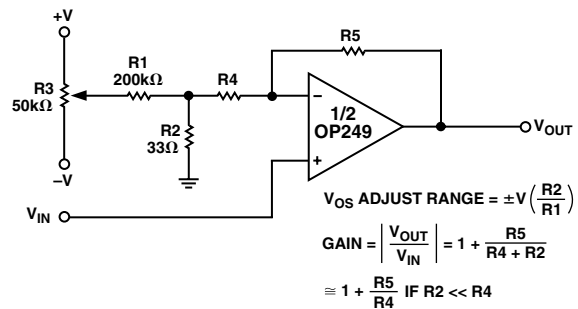 +V
R5
R1
200kΩ
R4
R3
50kΩ
–
1/2
OP249
R2
33Ω
+
VOUT
–V
VIN
VOS ADJUST RANGE = ±V (R2/R1)
GAIN = | VOUT/VIN | = 1 + R5/(R4 + R2)
≅ 1 + R5/R4 IF R2 << R4